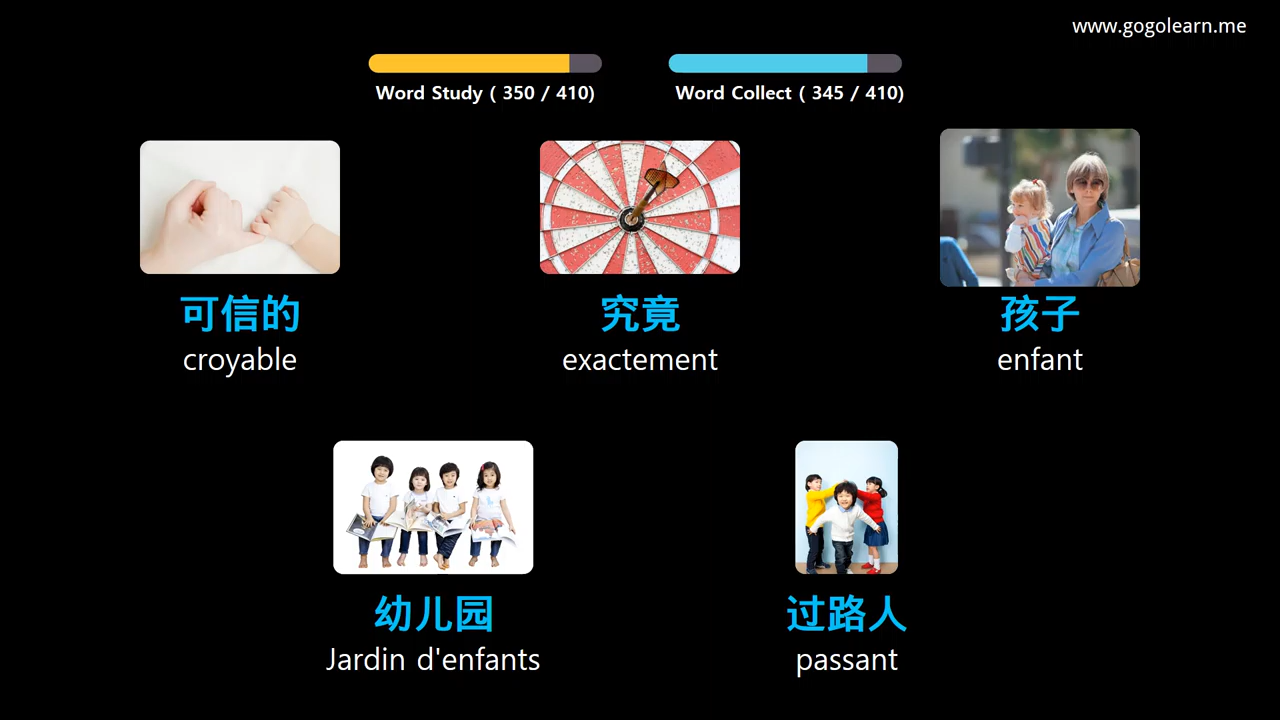 www.gogolearn.me
Word Study ( 350 / 410)
Word Collect ( 345 / 410)
可信的
croyable
究竟
exactement
孩子
enfant
幼儿园
Jardin d'enfants
过路人
passant